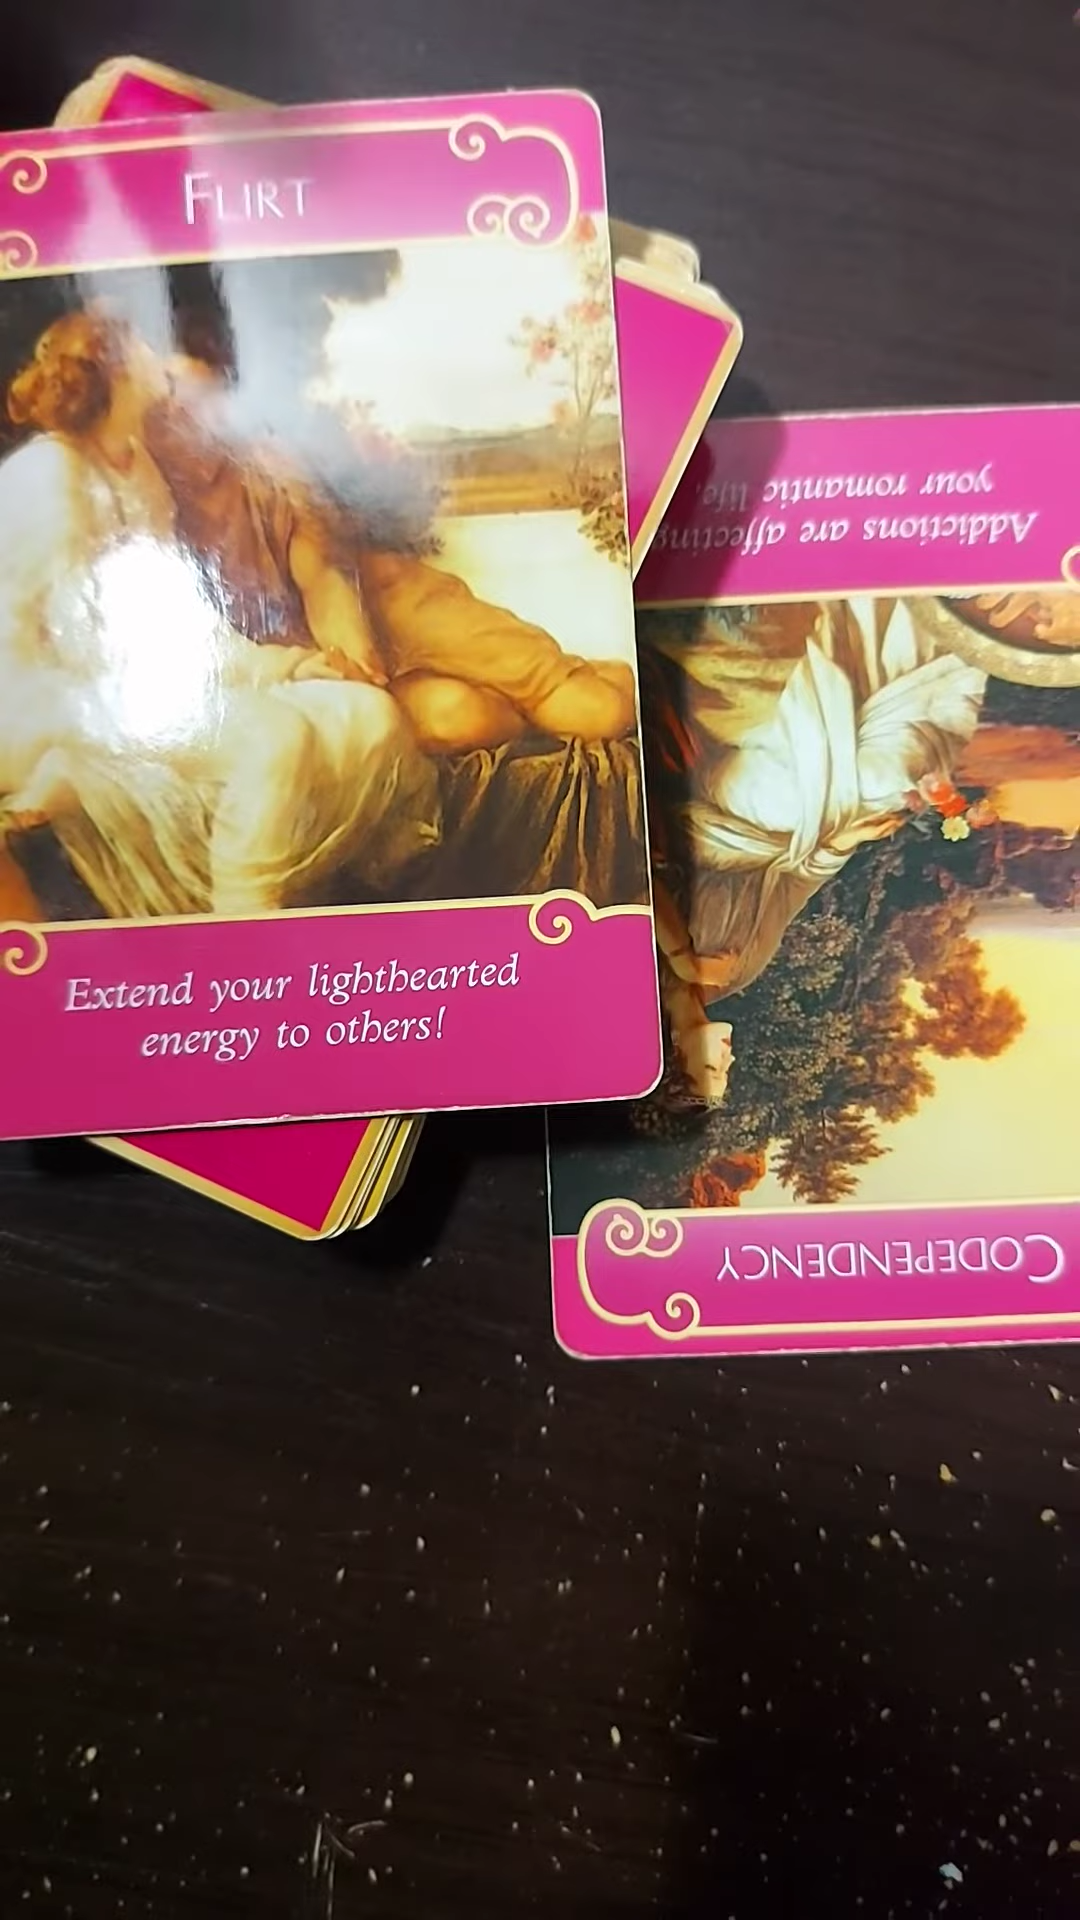 FLIRT
Extend your lighthearted
energy to others!
CODEPENDENCY
Addictions are affecting
your romantic life.